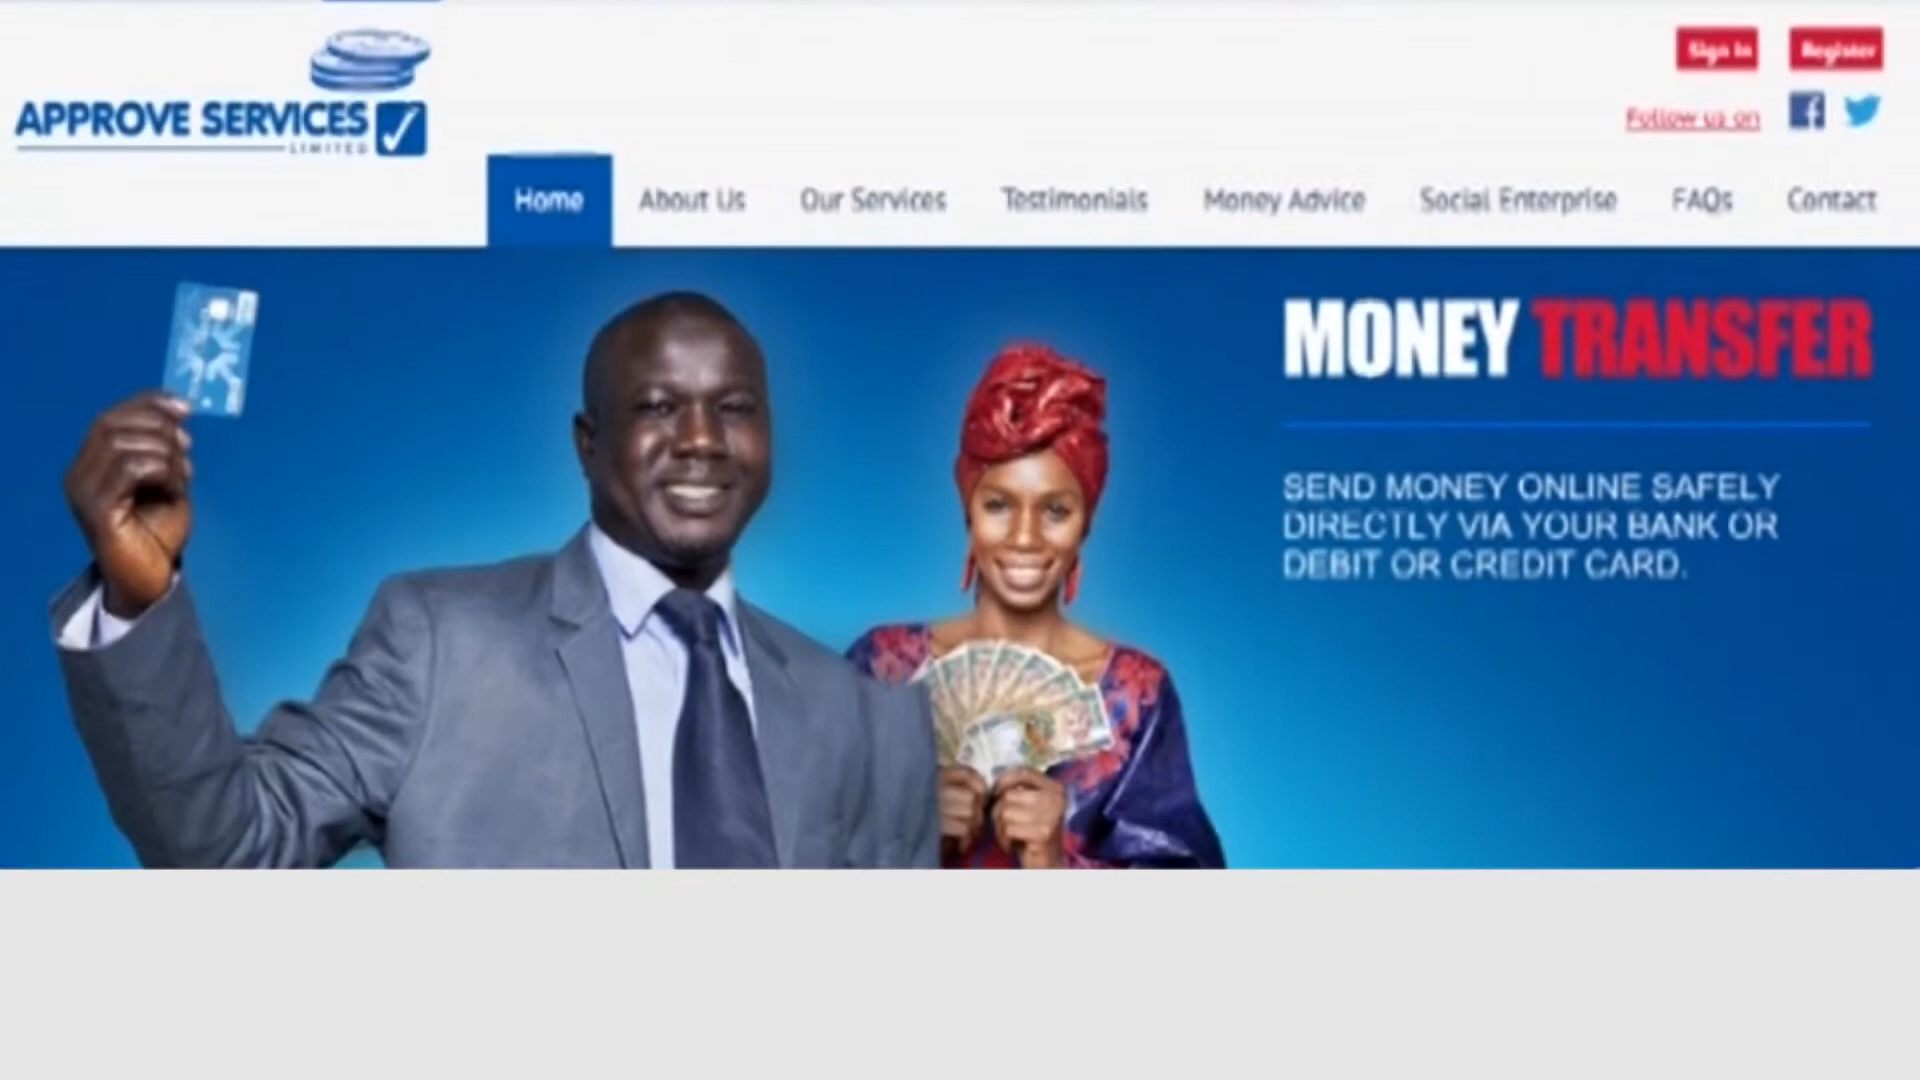 APPROVE SERVICES
LIMITED
Sign In
Register
Follow us on
Home
About Us
Our Services
Testimonials
Money Advice
Social Enterprise
FAQs
Contact
MONEY TRANSFER
SEND MONEY ONLINE SAFELY
DIRECTLY VIA YOUR BANK OR
DEBIT OR CREDIT CARD.